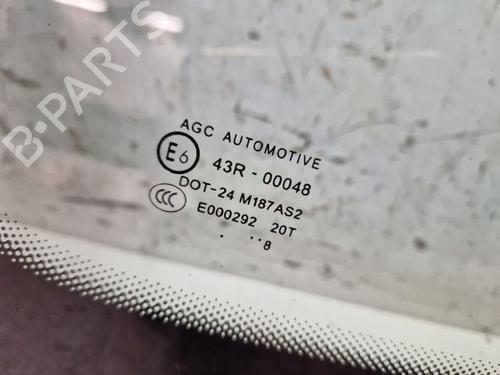 B-PARTS
AGC AUTOMOTIVE
E6 43R-00048
CCC DOT-24 M187AS2
E000292 20T
. ..8